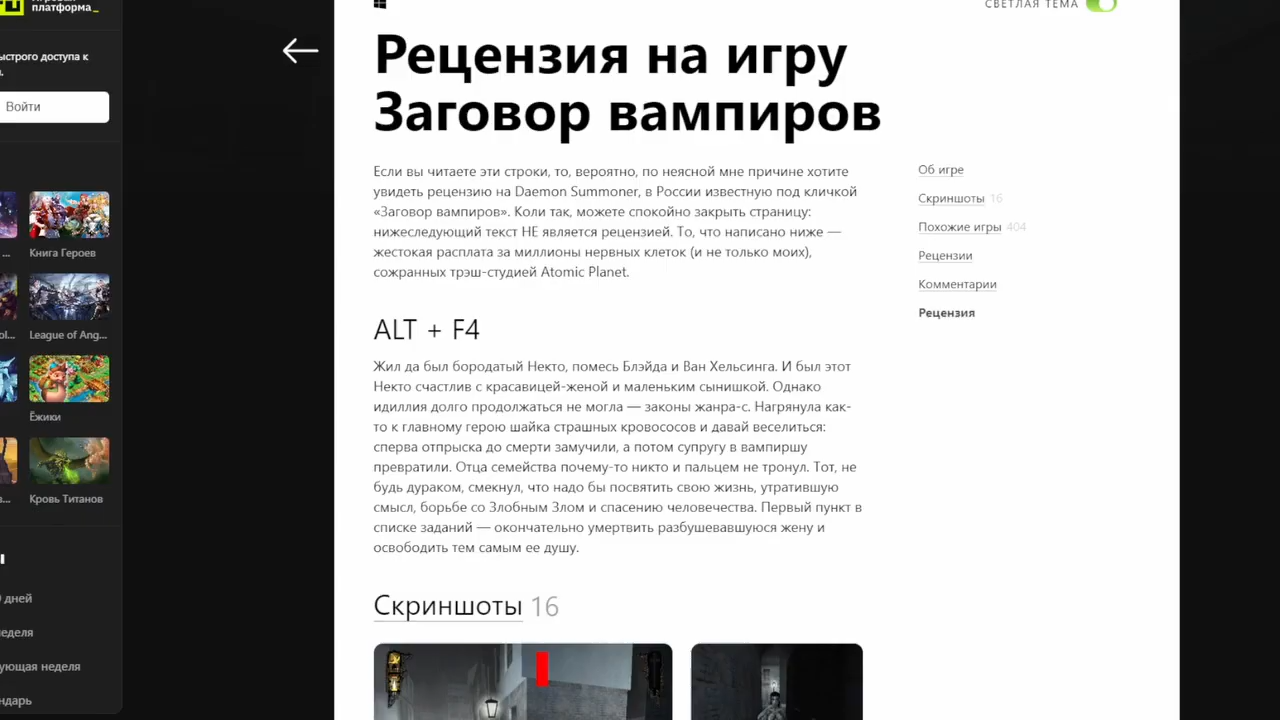 платформа_
СВЕТЛАЯ ТЕМА
Рецензия на игру
Заговор вампиров
Если вы читаете эти строки, то, вероятно, по неясной мне причине хотите
увидеть рецензию на Daemon Summoner, в России известную под кличкой
«Заговор вампиров». Коли так, можете спокойно закрыть страницу:
нижеследующий текст НЕ является рецензией. То, что написано ниже —
жестокая расплата за миллионы нервных клеток (и не только моих),
сожранных трэш-студией Atomic Planet.
ALT + F4
Жил да был бородатый Некто, помесь Блэйда и Ван Хельсинга. И был этот
Некто счастлив с красавицей-женой и маленьким сынишкой. Однако
идиллия долго продолжаться не могла — законы жанра-с. Нагрянула как-
то к главному герою шайка страшных кровососов и давай веселиться:
сперва отпрыска до смерти замучили, а потом супругу в вампиршу
превратили. Отца семейства почему-то никто и пальцем не тронул. Тот, не
будь дураком, смекнул, что надо бы посвятить свою жизнь, утратившую
смысл, борьбе со Злобным Злом и спасению человечества. Первый пункт в
списке заданий — окончательно умертвить разбушевавшуюся жену и
освободить тем самым ее душу.
Скриншоты 16
Об игре
Скриншоты 16
Похожие игры 404
Рецензии
Комментарии
Рецензия
ыстрого доступа к
Войти
... Книга Героев
ol... League of Ang...
Ёжики
в... Кровь Титанов
ы
дней
неделя
ующая неделя
ндарь